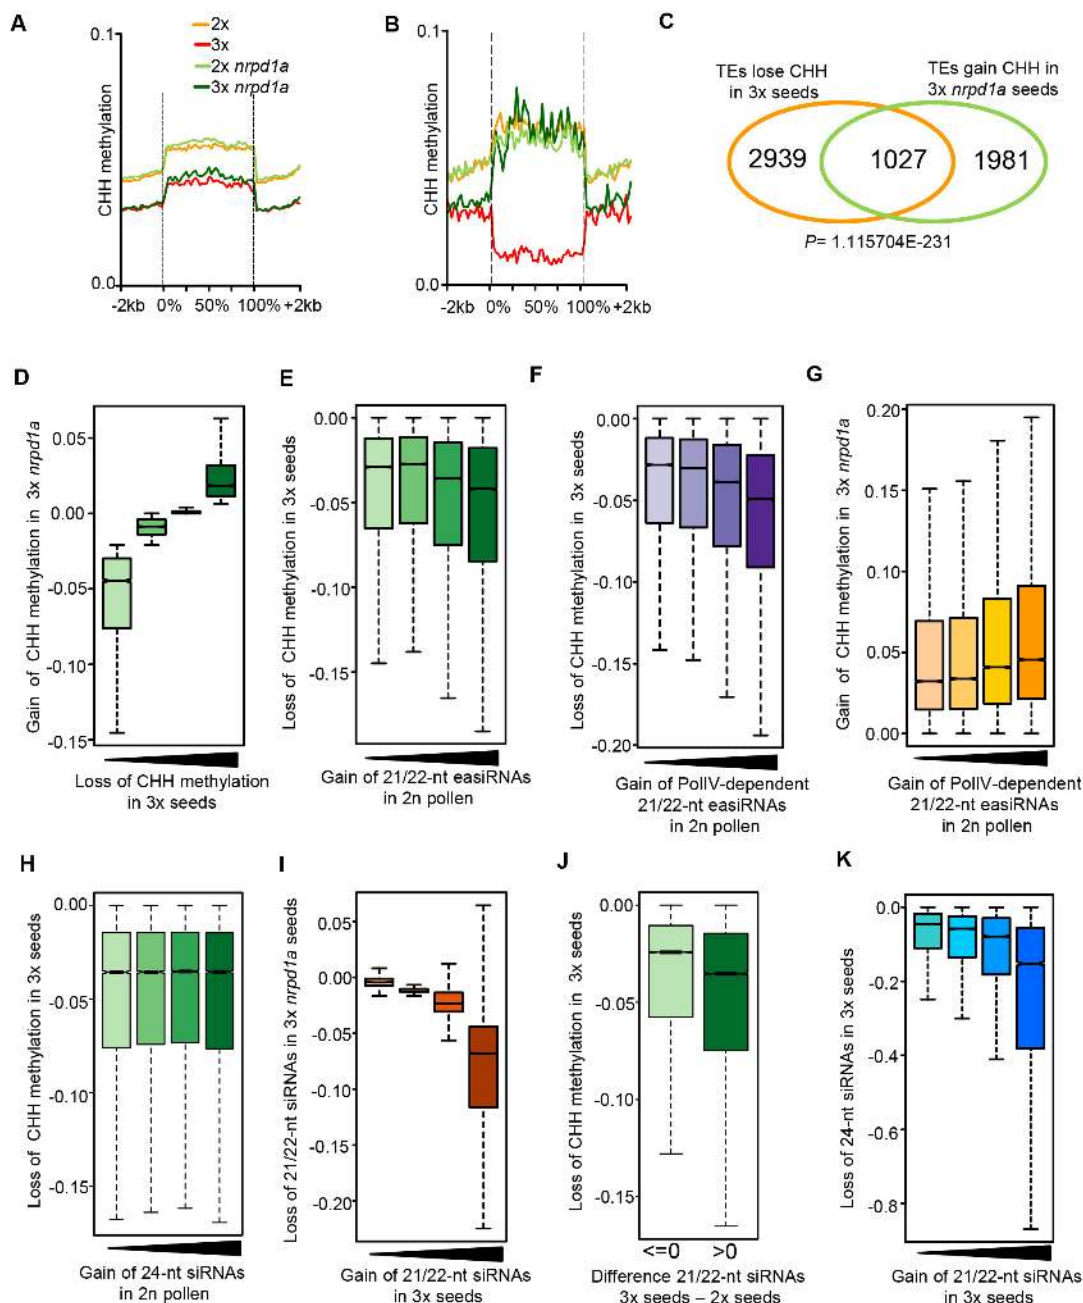 A
0.1
CHH methylation
0.0
-2kb 0% 50% 100% +2kb
2x
3x
2x nrpd1a
3x nrpd1a
B
0.1
CHH methylation
0.0
-2kb 0% 50% 100% +2kb
C
TEs lose CHH
in 3x seeds
TEs gain CHH in
3x nrpd1a seeds
2939
1027
1981
P= 1.115704E-231
D
Gain of CHH methylation in 3x nrpd1a
0.05
0.00
-0.05
-0.10
-0.15
Loss of CHH methylation
in 3x seeds
E
Loss of CHH methylation in 3x seeds
0.00
-0.05
-0.10
-0.15
Gain of 21/22-nt easiRNAs
in 2n pollen
F
Loss of CHH metlylation in 3x seeds
0.00
-0.05
-0.10
-0.15
-0.20
Gain of PolIV-dependent
21/22-nt easiRNAs
in 2n pollen
G
Gain of CHH methylation in 3x nrpd1a
0.20
0.15
0.10
0.05
0.00
Gain of PolIV-dependent
21/22-nt easiRNAs
in 2n pollen
H
Loss of CHH methylation in 3x seeds
0.00
-0.05
-0.10
-0.15
Gain of 24-nt siRNAs
in 2n pollen
I
Loss of 21/22-nt siRNAs in 3x nrpd1a seeds
0.05
0.00
-0.05
-0.10
-0.15
-0.20
Gain of 21/22-nt siRNAs
in 3x seeds
J
Loss of CHH mtethylation in 3x seeds
0.00
-0.05
-0.10
-0.15
<=0 >0
Difference 21/22-nt siRNAs
3x seeds – 2x seeds
K
Loss of 24-nt siRNAs in 3x seeds
0.0
-0.2
-0.4
-0.6
-0.8
Gain of 21/22-nt siRNAs
in 3x seeds